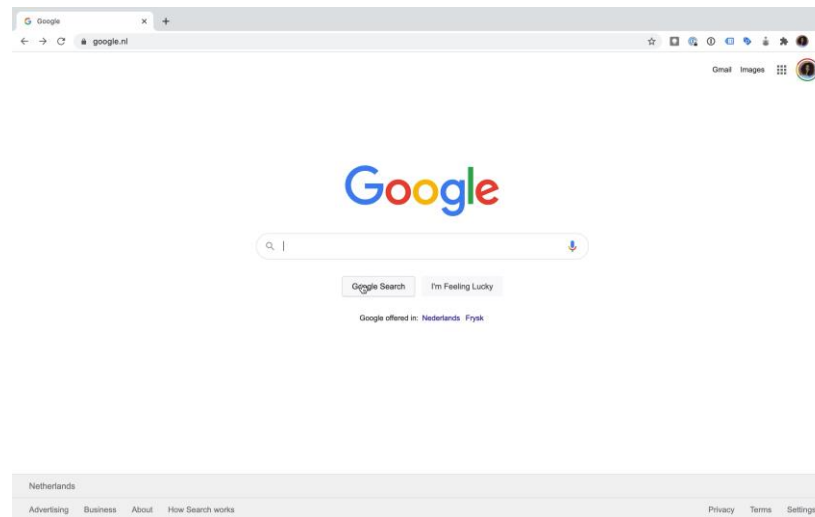 Google
google.nl
Gmail Images
Google
Google Search I'm Feeling Lucky
Google offered in: Nederlands Frysk
Netherlands
Advertising Business About How Search works Privacy Terms Settings